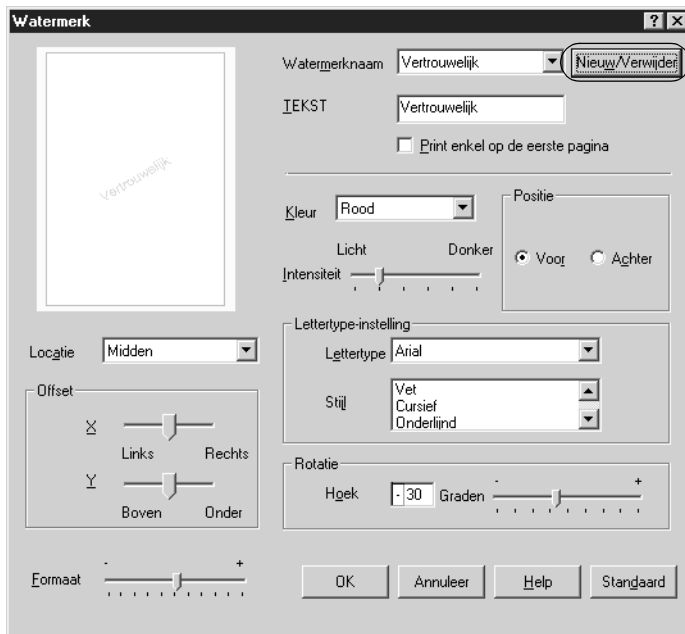 Watermerk
Vertrouwelijk
Watermerknaam Vertrouwelijk Nieuw/Verwijder
TEKST Vertrouwelijk
Print enkel op de eerste pagina
Kleur Rood
Licht Donker
Intensiteit
Positie
Voor Achter
Locatie Midden
Lettertype-instelling
Lettertype Arial
Stijl Vet
Cursief
Onderlijnd
Offset
X
Links Rechts
Y
Boven Onder
Rotatie
Hoek -30 Graden - +
Formaat - +
OK Annuleer Help Standaard